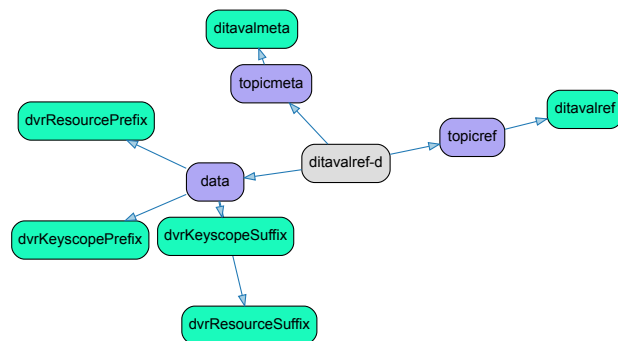 ditavalmeta
topicmeta
dvrResourcePrefix
ditavalref
topicref
ditavalref-d
data
dvrKeyscopePrefix
dvrKeyscopeSuffix
dvrResourceSuffix